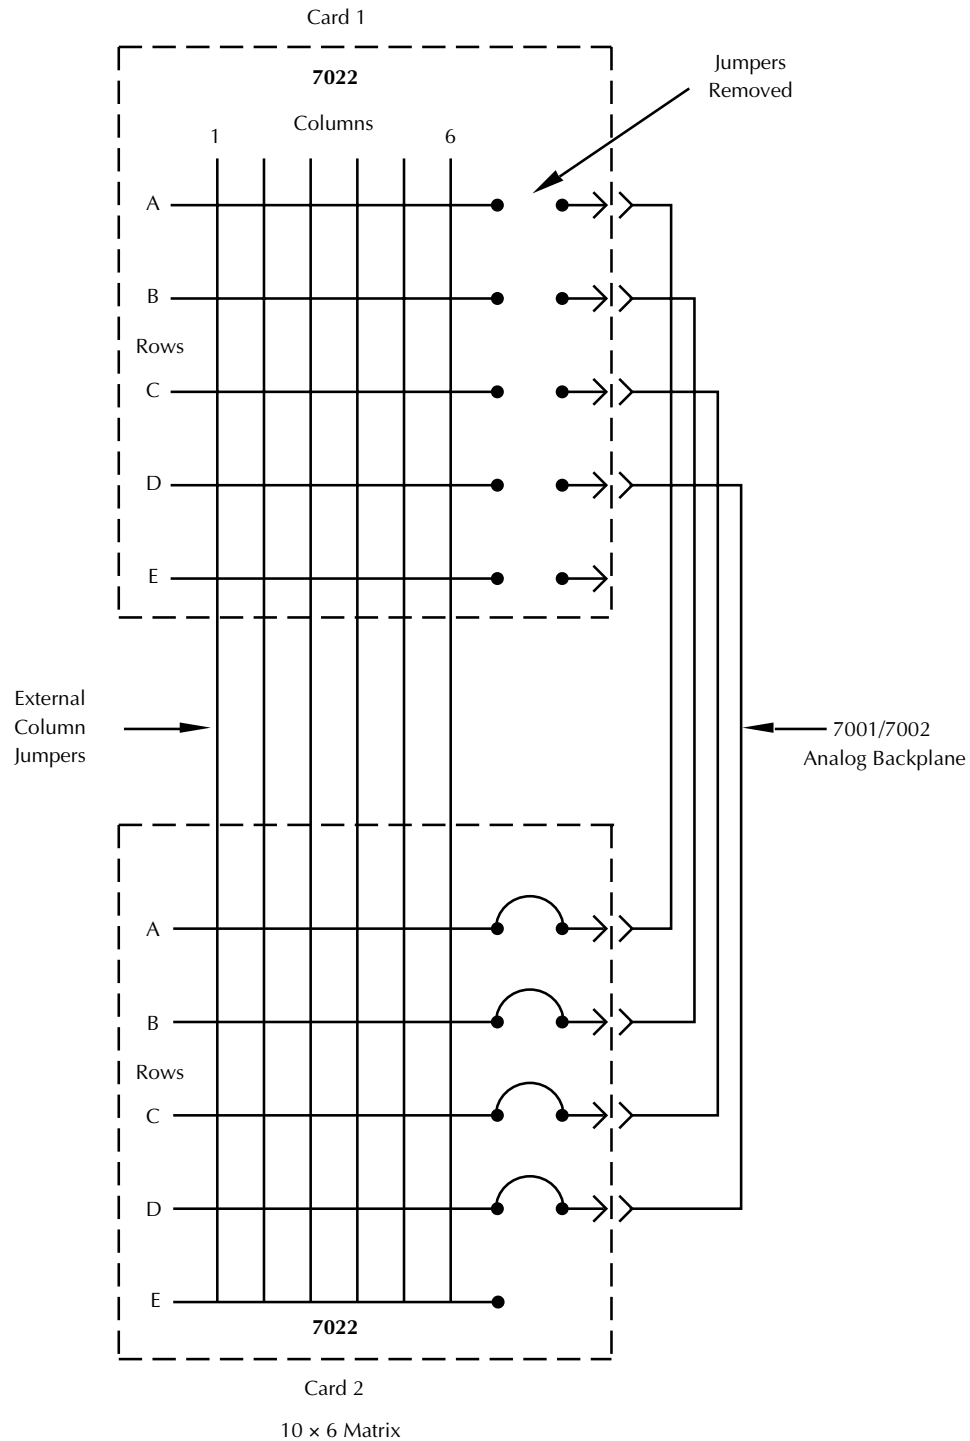 Card 1
7022
Jumpers
Removed
Columns
1
6
A
B
Rows
C
D
E
External
Column
Jumpers
7001/7002
Analog Backplane
A
B
Rows
C
D
E
7022
Card 2
10 × 6 Matrix